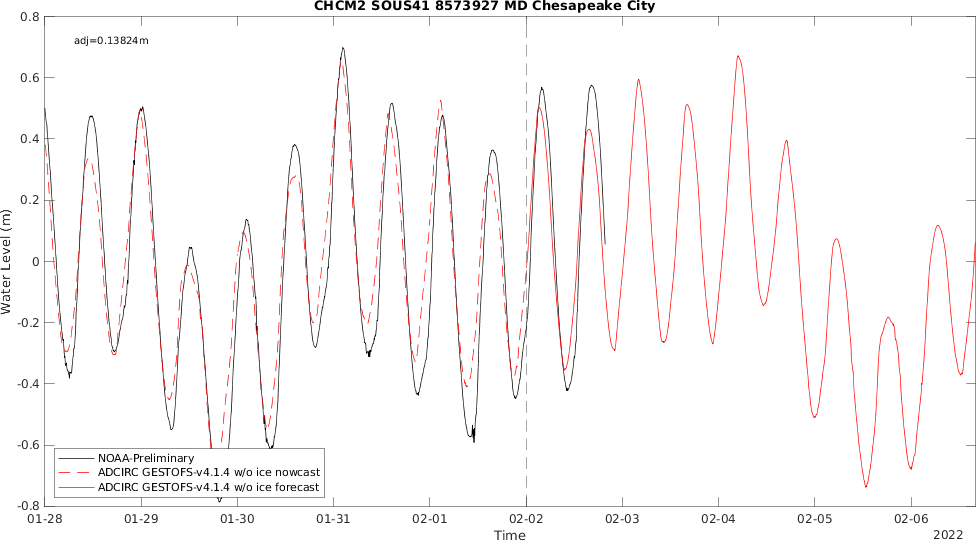 CHCM2 SOUS41 8573927 MD Chesapeake City
adj=0.13824m
Water Level (m)
0.8
0.6
0.4
0.2
0
-0.2
-0.4
-0.6
-0.8
NOAA-Preliminary
ADCIRC GESTOFS-v4.1.4 w/o ice nowcast
ADCIRC GESTOFS-v4.1.4 w/o ice forecast
01-28 01-29 01-30 01-31 02-01 02-02 02-03 02-04 02-05 02-06
Time
2022